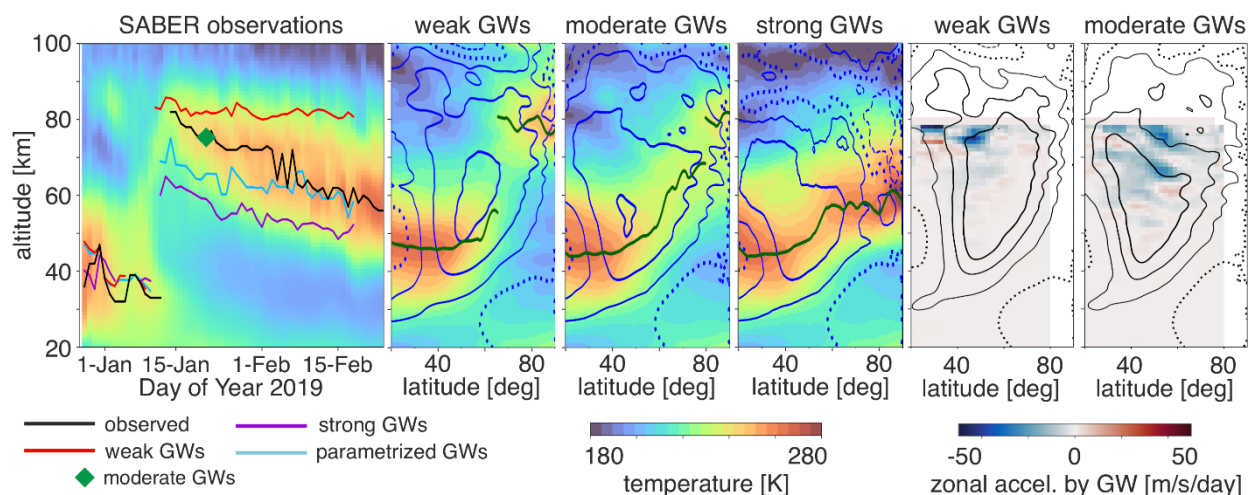 SABER observations
weak GWs
moderate GWs
strong GWs
weak GWs
moderate GWs
altitude [km]
100
80
60
40
20
1-Jan 15-Jan 1-Feb 15-Feb
Day of Year 2019
40 80
latitude [deg]
40 80
latitude [deg]
40 80
latitude [deg]
40 80
latitude [deg]
40 80
latitude [deg]
observed
weak GWs
moderate GWs
strong GWs
parametrized GWs
180 280
temperature [K]
-50 0 50
zonal accel. by GW [m/s/day]